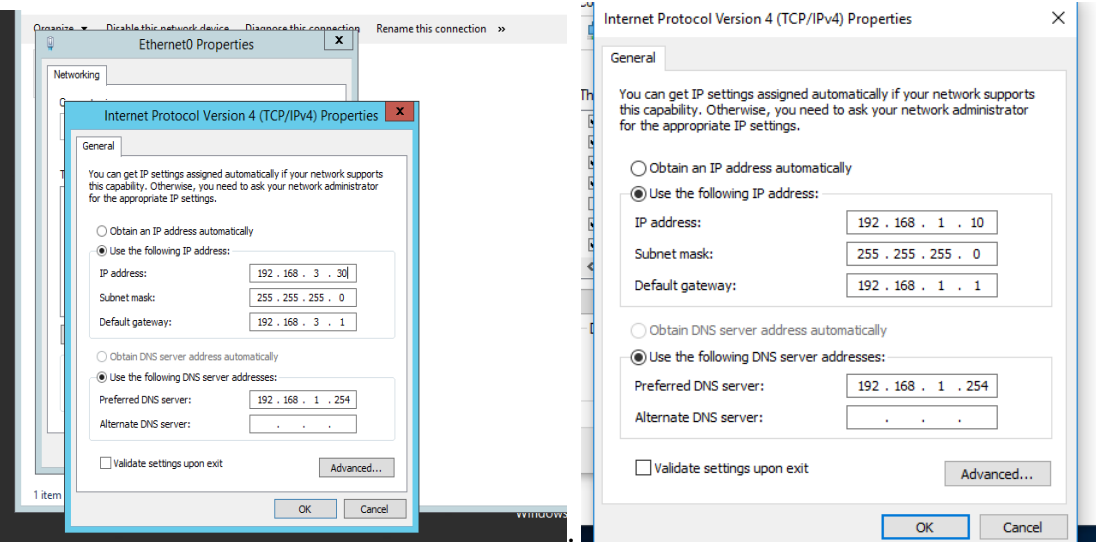 Organize Disable this network device Diagnose this connection Rename this connection »
Ethernet0 Properties x
Networking
Internet Protocol Version 4 (TCP/IPv4) Properties x
General
You can get IP settings assigned automatically if your network supports
this capability. Otherwise, you need to ask your network administrator
for the appropriate IP settings.
Obtain an IP address automatically
Use the following IP address:
IP address: 192 . 168 . 3 . 30
Subnet mask: 255 . 255 . 255 . 0
Default gateway: 192 . 168 . 3 . 1
Obtain DNS server address automatically
Use the following DNS server addresses:
Preferred DNS server: 192 . 168 . 1 . 254
Alternate DNS server: . . .
Validate settings upon exit
Advanced...
OK Cancel
1 item
Windows
Internet Protocol Version 4 (TCP/IPv4) Properties
General
Th
You can get IP settings assigned automatically if your network supports
this capability. Otherwise, you need to ask your network administrator
for the appropriate IP settings.
Obtain an IP address automatically
Use the following IP address:
IP address: 192 . 168 . 1 . 10
Subnet mask: 255 . 255 . 255 . 0
Default gateway: 192 . 168 . 1 . 1
Obtain DNS server address automatically
Use the following DNS server addresses:
Preferred DNS server: 192 . 168 . 1 . 254
Alternate DNS server: . . .
Validate settings upon exit
Advanced...
OK Cancel